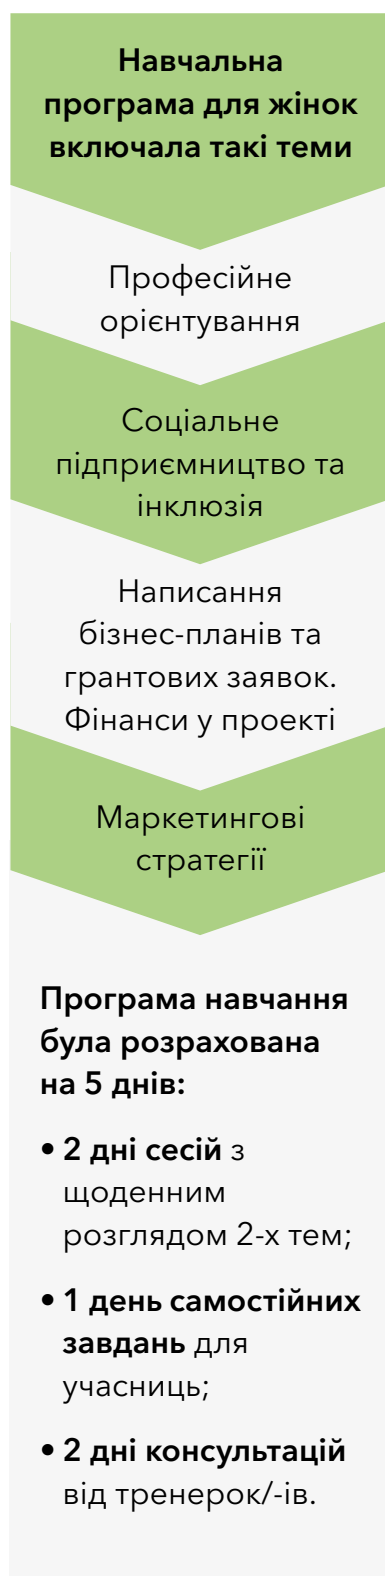 Навчальна
програма для жінок
включала такі теми
Професійне
орієнтування
Соціальне
підприємництво та
інклюзія
Написання
бізнес-планів та
грантових заявок.
Фінанси у проекті
Маркетингові
стратегії
Програма навчання
була розрахована
на 5 днів:
• 2 дні сесій з
щоденним
розглядом 2-х тем;
• 1 день самостійних
завдань для
учасниць;
• 2 дні консультацій
від тренерок/-ів.